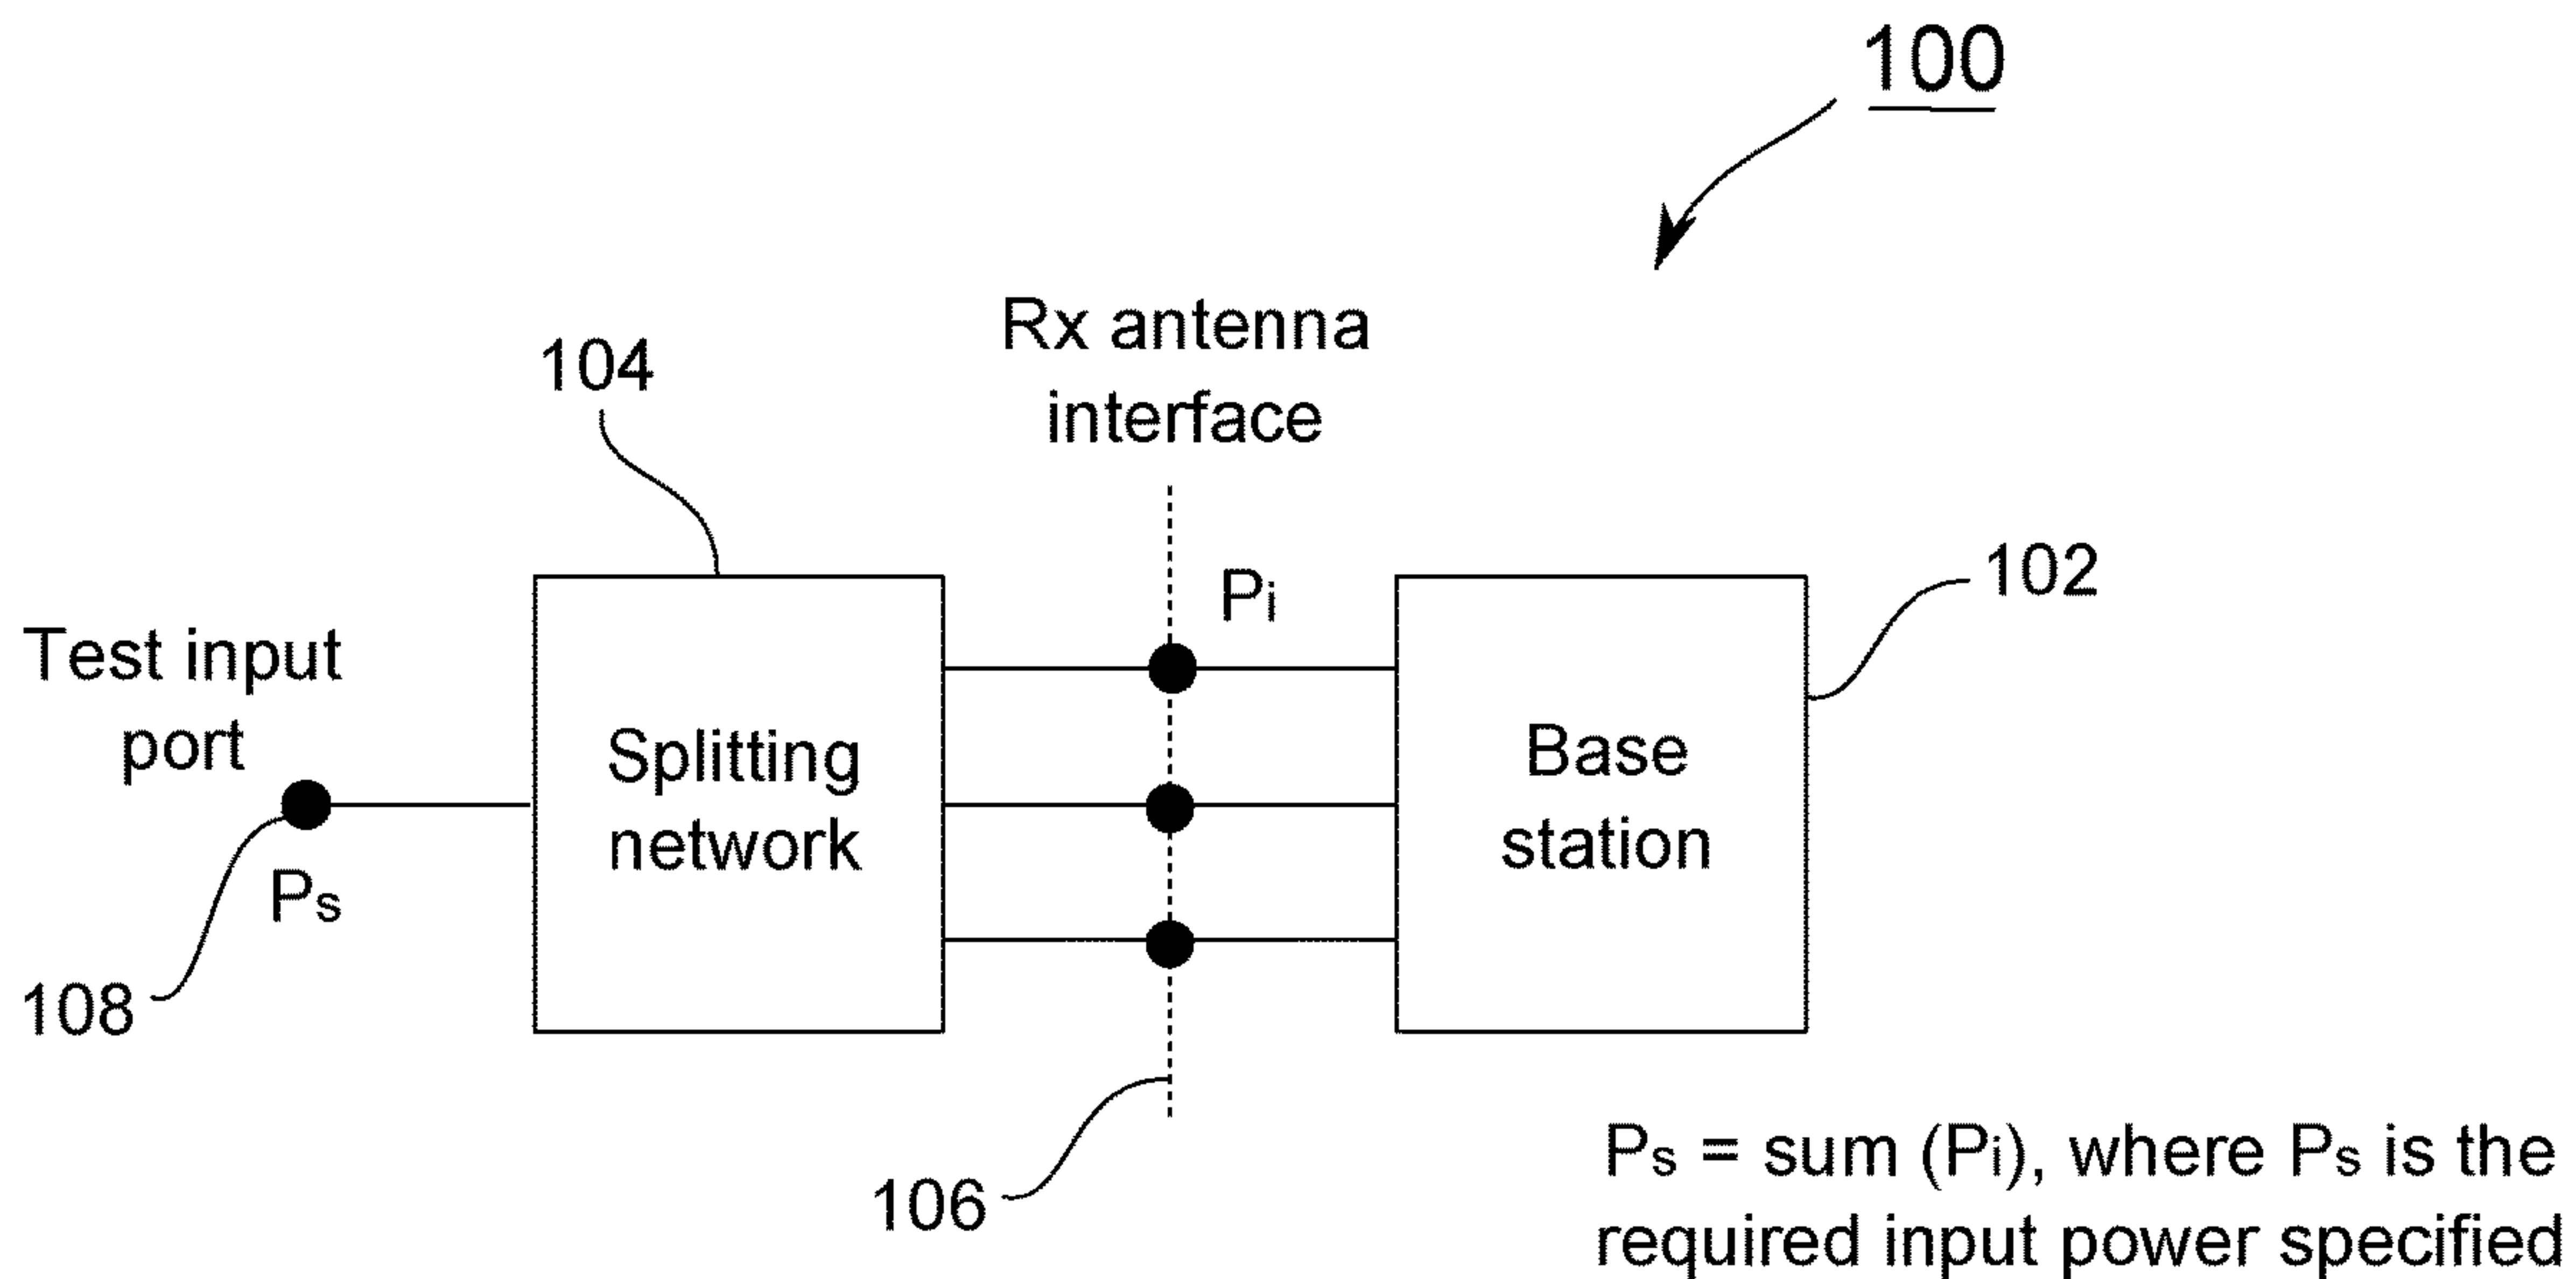 100
Rx antenna
interface
104
Pi
102
Test input
port
Splitting
network
Base
station
Ps
108
106
Ps = sum (Pi), where Ps is the
required input power specified